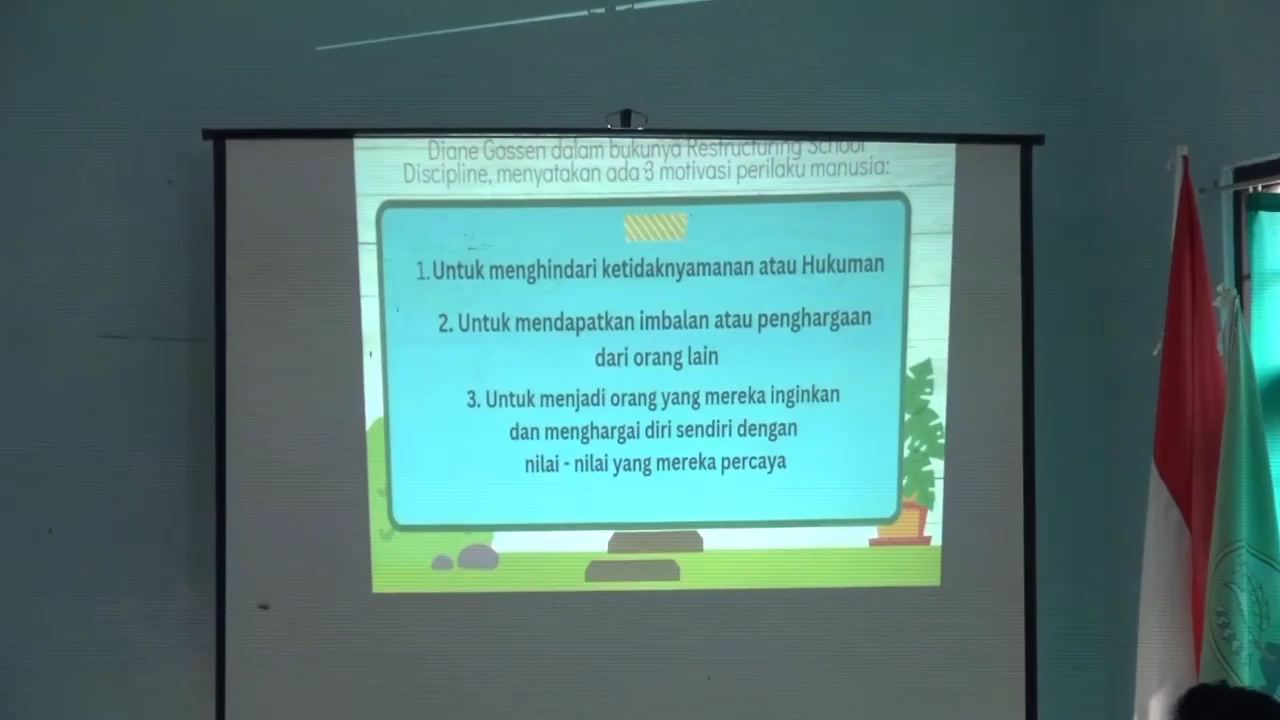 Diane Gossen dalam bukunya Restructuring School
Discipline, menyatakan ada 3 motivasi perilaku manusia:
1. Untuk menghindari ketidaknyamanan atau Hukuman
2. Untuk mendapatkan imbalan atau penghargaan
dari orang lain
3. Untuk menjadi orang yang mereka inginkan
dan menghargai diri sendiri dengan
nilai - nilai yang mereka percaya